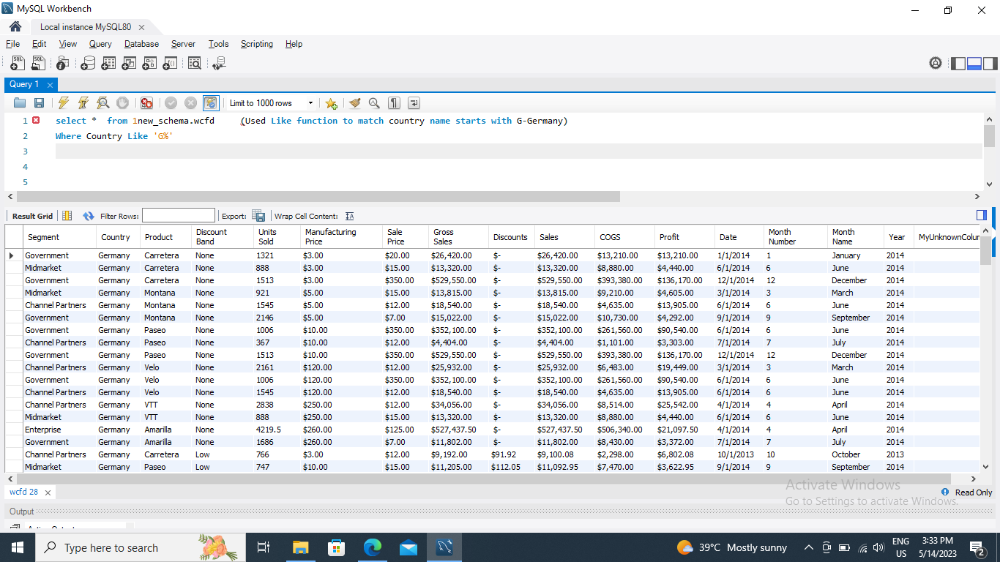 MySQL Workbench
Local instance MySQL80
File Edit View Query Database Server Tools Scripting Help
Query 1
Limit to 1000 rows
1 select * from 1new_schema.wcfd (Used Like function to match country name starts with G-Germany)
2 Where Country Like 'G%'
3
4
5
Result Grid Filter Rows: Export: Wrap Cell Content:
Segment Country Product Discount Band Units Sold Manufacturing Price Sale Price Gross Sales Discounts Sales COGS Profit Date Month Number Month Name Year MyUnknownColur
Government Germany Carretera None 1321 $3.00 $20.00 $26,420.00 $- $26,420.00 $13,210.00 $13,210.00 1/1/2014 1 January 2014
Midmarket Germany Carretera None 888 $3.00 $15.00 $13,320.00 $- $13,320.00 $8,880.00 $4,440.00 6/1/2014 6 June 2014
Government Germany Carretera None 1513 $3.00 $350.00 $529,550.00 $- $529,550.00 $393,380.00 $136,170.00 12/1/2014 12 December 2014
Midmarket Germany Montana None 921 $5.00 $15.00 $13,815.00 $- $13,815.00 $9,210.00 $4,605.00 3/1/2014 3 March 2014
Channel Partners Germany Montana None 1545 $5.00 $12.00 $18,540.00 $- $18,540.00 $4,635.00 $13,905.00 6/1/2014 6 June 2014
Government Germany Montana None 2146 $5.00 $7.00 $15,022.00 $- $15,022.00 $10,730.00 $4,292.00 9/1/2014 9 September 2014
Government Germany Paseo None 1006 $10.00 $350.00 $352,100.00 $- $352,100.00 $261,560.00 $90,540.00 6/1/2014 6 June 2014
Channel Partners Germany Paseo None 367 $10.00 $12.00 $4,404.00 $- $4,404.00 $1,101.00 $3,303.00 7/1/2014 7 July 2014
Government Germany Paseo None 1513 $10.00 $350.00 $529,550.00 $- $529,550.00 $393,380.00 $136,170.00 12/1/2014 12 December 2014
Channel Partners Germany Velo None 2161 $120.00 $12.00 $25,932.00 $- $25,932.00 $6,483.00 $19,449.00 3/1/2014 3 March 2014
Government Germany Velo None 1006 $120.00 $350.00 $352,100.00 $- $352,100.00 $261,560.00 $90,540.00 6/1/2014 6 June 2014
Channel Partners Germany Velo None 1545 $120.00 $12.00 $18,540.00 $- $18,540.00 $4,635.00 $13,905.00 6/1/2014 6 June 2014
Channel Partners Germany VTT None 2838 $250.00 $12.00 $34,056.00 $- $34,056.00 $8,514.00 $25,542.00 4/1/2014 4 April 2014
Midmarket Germany VTT None 888 $250.00 $15.00 $13,320.00 $- $13,320.00 $8,880.00 $4,440.00 6/1/2014 6 June 2014
Enterprise Germany Amarilla None 4219.5 $260.00 $125.00 $527,437.50 $- $527,437.50 $506,340.00 $21,097.50 4/1/2014 4 April 2014
Government Germany Amarilla None 1686 $260.00 $7.00 $11,802.00 $- $11,802.00 $8,430.00 $3,372.00 7/1/2014 7 July 2014
Channel Partners Germany Carretera Low 766 $3.00 $12.00 $9,192.00 $91.92 $9,100.08 $2,298.00 $6,802.08 10/1/2013 10 October 2013
Midmarket Germany Paseo Low 747 $10.00 $15.00 $11,205.00 $112.05 $11,092.95 $7,470.00 $3,622.95 9/1/2014 9 September 2014
wcfd 28
Activate Windows
Go to Settings to activate Windows.
Read Only
Output
Type here to search
39°C Mostly sunny
ENG
US
3:33 PM
5/14/2023
2